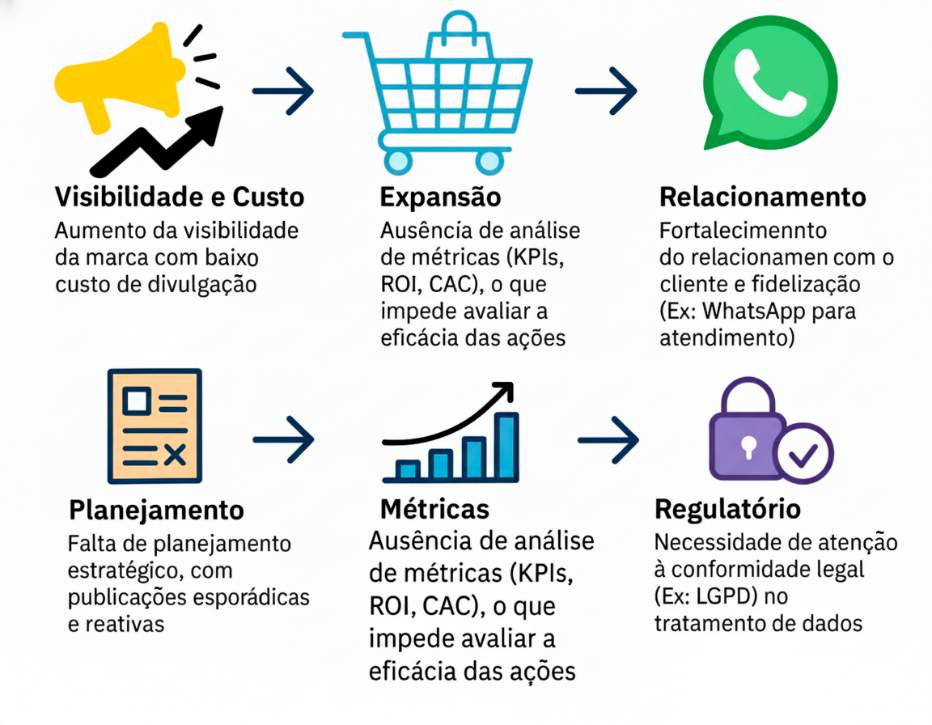 Visibilidade e Custo
Aumento da visibilidade
da marca com baixo
custo de divulgação
Expansão
Ausência de análise
de métricas (KPIs,
ROI, CAC), o que
impede avaliar a
eficácia das ações
Relacionamento
Fortalecimennto
do relacionamen com o
cliente e fidelização
(Ex: WhatsApp para
atendimento)
Planejamento
Falta de planejamento
estratégico, com
publicações esporádicas
e reativas
Métricas
Ausência de análise
de métricas (KPIs,
ROI, CAC), o que
impede avaliar a
eficácia das ações
Regulatório
Necessidade de atenção
à conformidade legal
(Ex: LGPD) no
tratamento de dados